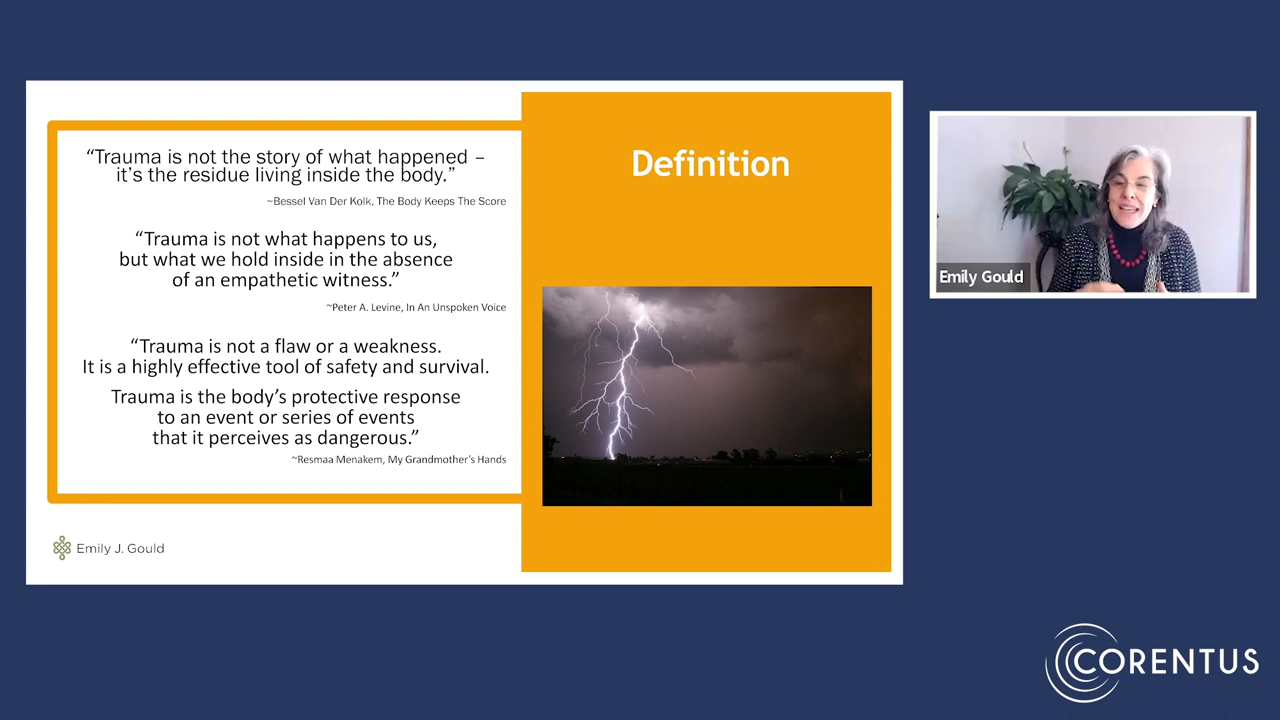 “Trauma is not the story of what happened –
it’s the residue living inside the body.”
~Bessel Van Der Kolk, The Body Keeps The Score
“Trauma is not what happens to us,
but what we hold inside in the absence
of an empathetic witness.”
~Peter A. Levine, In An Unspoken Voice
“Trauma is not a flaw or a weakness.
It is a highly effective tool of safety and survival.
Trauma is the body’s protective response
to an event or series of events
that it perceives as dangerous.”
~Resmaa Menakem, My Grandmother’s Hands
Emily J. Gould
Definition
Emily Gould
CORENTUS